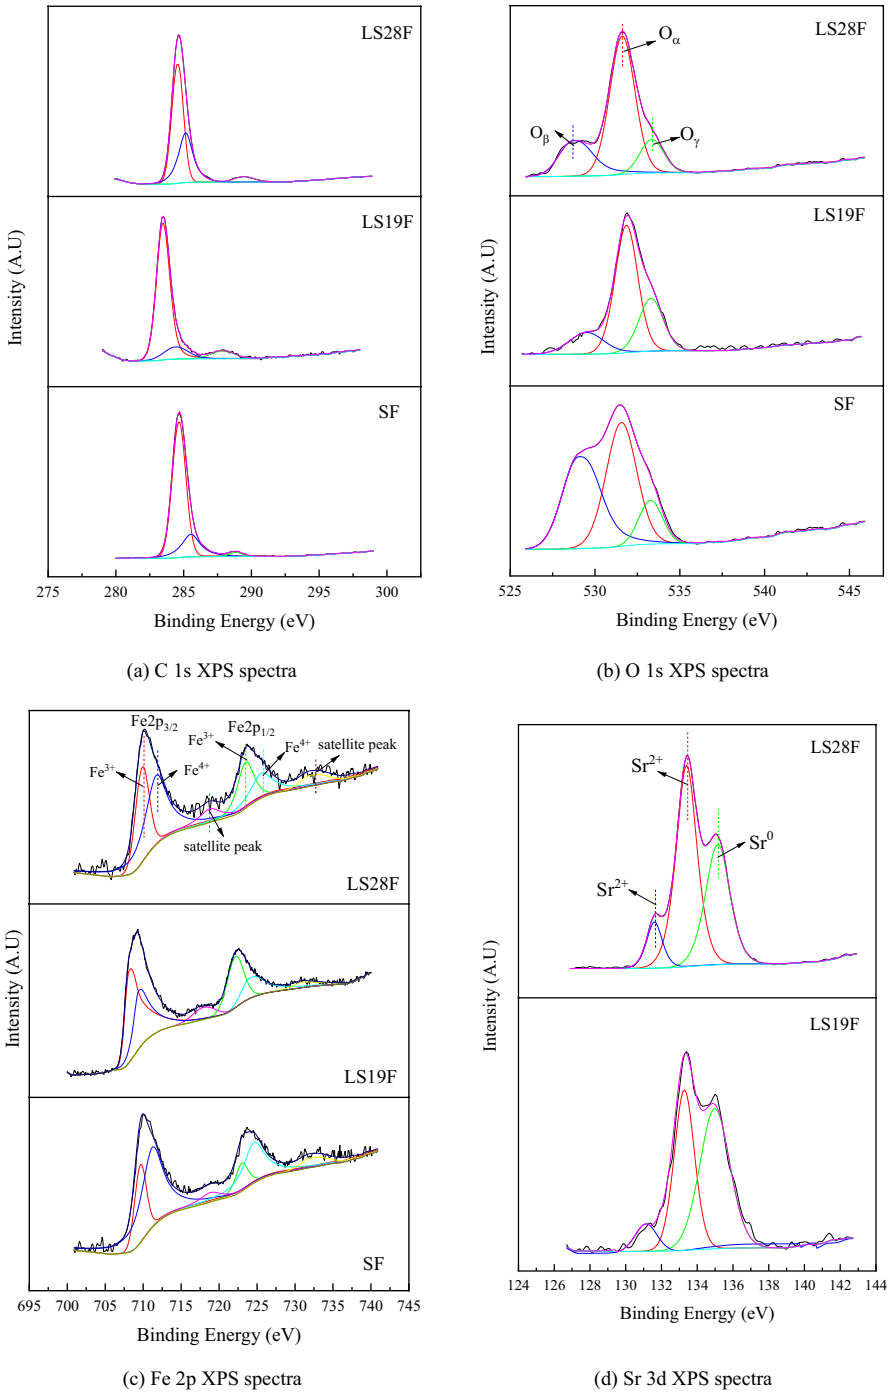 LS28F
LS19F
SF
Intensity (A.U)
275 280 285 290 295 300
Binding Energy (eV)
(a) C 1s XPS spectra
LS28F
Oα
Oβ
Oγ
LS19F
SF
Intensity (A.U)
525 530 535 540 545
Binding Energy (eV)
(b) O 1s XPS spectra
Fe2p3/2
Fe2p1/2
Fe3+
Fe4+
Fe3+
Fe4+
satellite peak
satellite peak
LS28F
LS19F
SF
Intensity (A.U)
695 700 705 710 715 720 725 730 735 740 745
Binding Energy (eV)
(c) Fe 2p XPS spectra
LS28F
Sr2+
Sr0
Sr2+
LS19F
Intensity (A.U)
124 126 128 130 132 134 136 138 140 142 144
Binding Energy (eV)
(d) Sr 3d XPS spectra